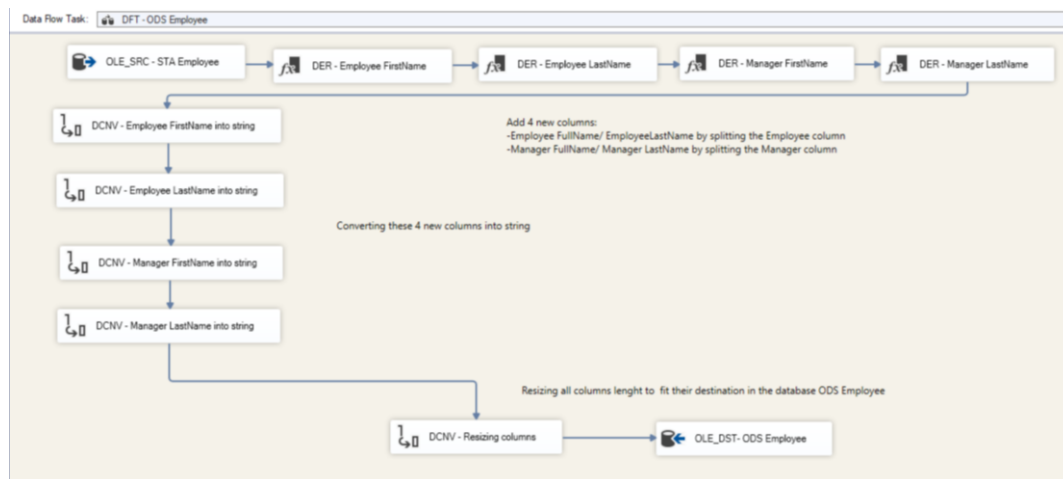 Data Flow Task: DFT - ODS Employee
OLE_SRC - STA Employee
DER - Employee FirstName
DER - Employee LastName
DER - Manager FirstName
DER - Manager LastName
DCNV - Employee FirstName into string
Add 4 new columns:
-Employee FullName/ EmployeeLastName by splitting the Employee column
-Manager FullName/ Manager LastName by splitting the Manager column
DCNV - Employee LastName into string
Converting these 4 new columns into string
DCNV - Manager FirstName into string
DCNV - Manager LastName into string
Resizing all columns lenght to fit their destination in the database ODS Employee
DCNV - Resizing columns
OLE_DST- ODS Employee